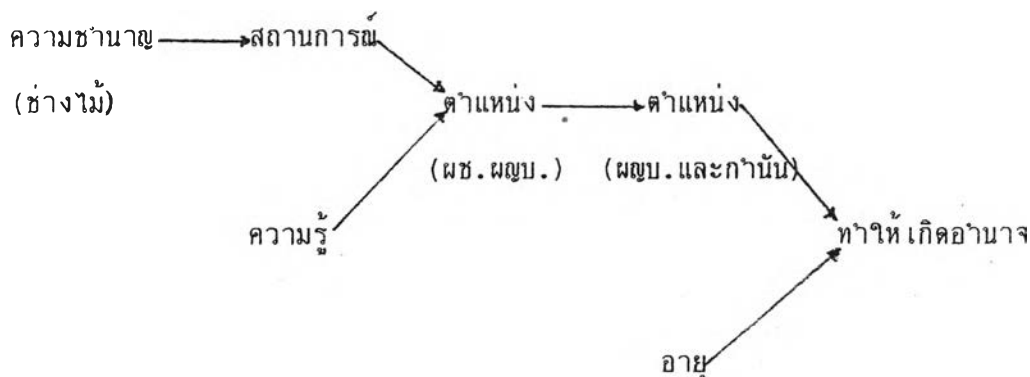 ความชำนาญ สถานการณ์
(ช่างไม้)
ตำแหน่ง ตำแหน่ง
(ผช.ผญบ.) (ผญบ.และกำนัน)
ความรู้ ทำให้เกิดอำนาจ
อายุ